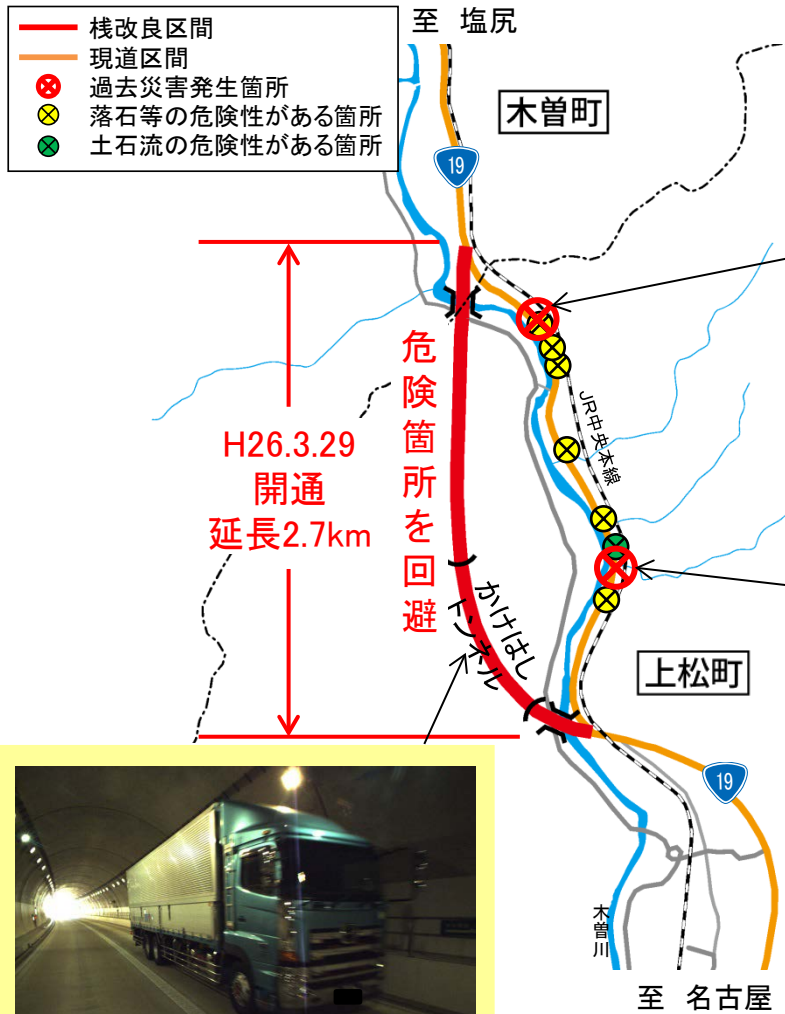 桟改良区間
現道区間
過去災害発生箇所
落石等の危険性がある箇所
土石流の危険性がある箇所
至 塩尻
木曽町
19
危険箇所を回避
H26.3.29
開通
延長2.7km
JR中央本線
かけはし
トンネル
上松町
19
木曽川
至 名古屋